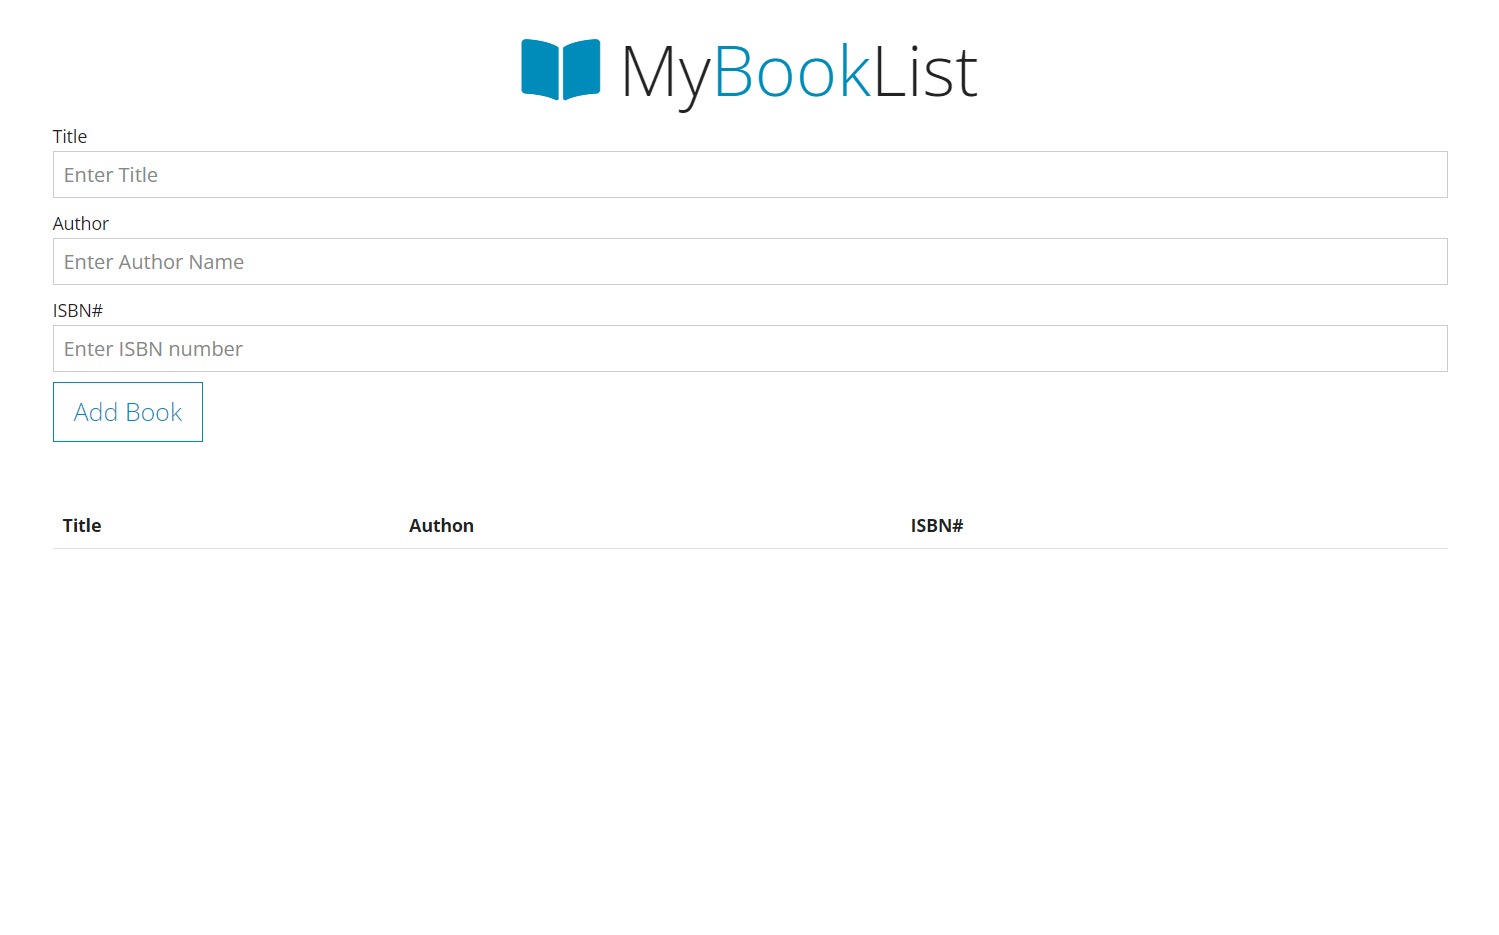 MyBookList
Title
Enter Title
Author
Enter Author Name
ISBN#
Enter ISBN number
Add Book
Title Authon ISBN#